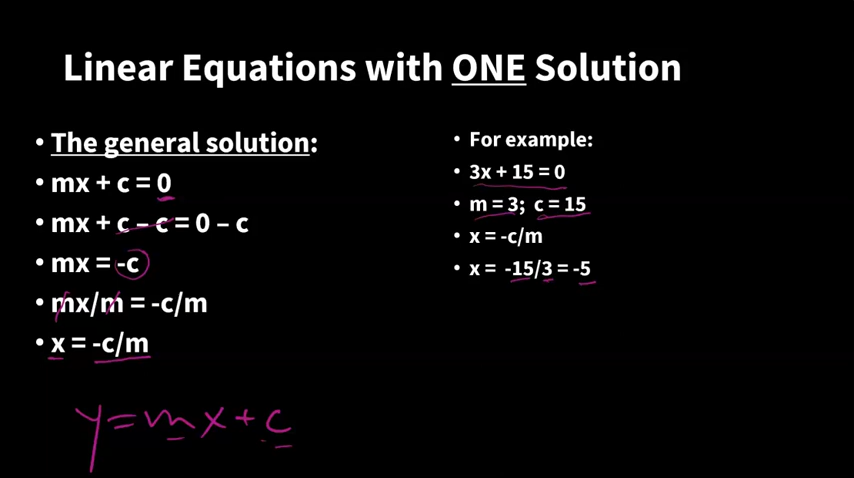 Linear Equations with ONE Solution
• The general solution:
• mx + c = 0
• mx + c – c = 0 – c
• mx = -c
• mx/m = -c/m
• x = -c/m
y = mx + c
• For example:
• 3x + 15 = 0
• m = 3; c = 15
• x = -c/m
• x = -15/3 = -5